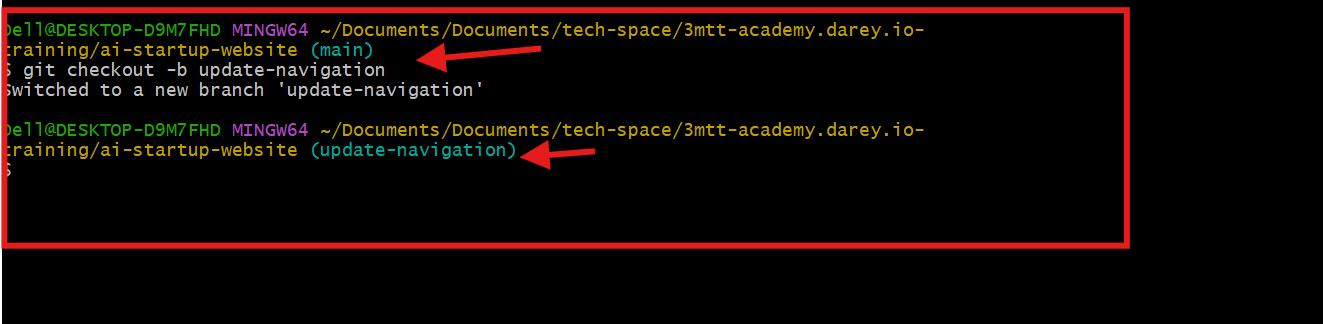 Dell@DESKTOP-D9M7FHD MINGW64 ~/Documents/Documents/tech-space/3mtt-academy.darey.io-
training/ai-startup-website (main)
$ git checkout -b update-navigation
Switched to a new branch 'update-navigation'
Dell@DESKTOP-D9M7FHD MINGW64 ~/Documents/Documents/tech-space/3mtt-academy.darey.io-
training/ai-startup-website (update-navigation)
$